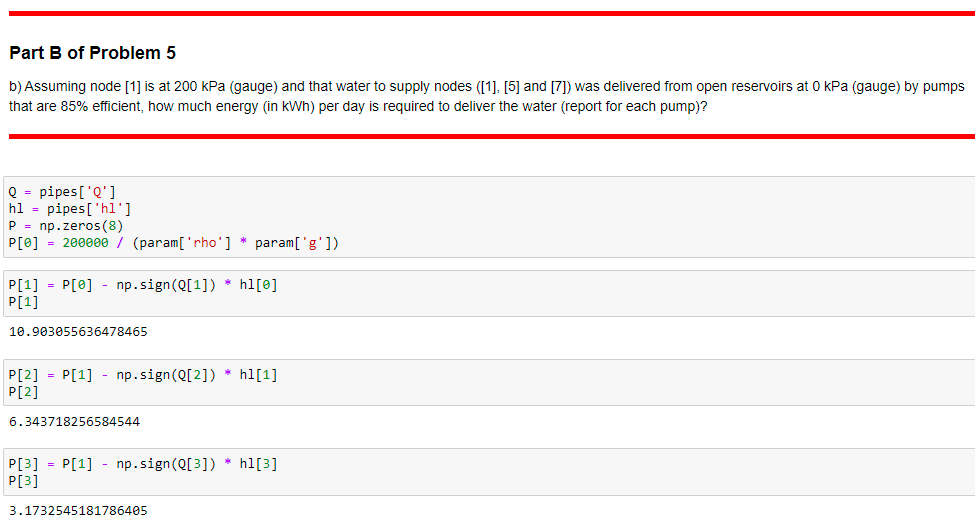 Part B of Problem 5
b) Assuming node [1] is at 200 kPa (gauge) and that water to supply nodes ([1], [5] and [7]) was delivered from open reservoirs at 0 kPa (gauge) by pumps
that are 85% efficient, how much energy (in kWh) per day is required to deliver the water (report for each pump)?
Q = pipes['Q']
hl = pipes['hl']
P = np.zeros(8)
P[0] = 200000 / (param['rho'] * param['g'])
P[1] = P[0] - np.sign(Q[1]) * hl[0]
P[1]
10.903055636478465
P[2] = P[1] - np.sign(Q[2]) * hl[1]
P[2]
6.343718256584544
P[3] = P[1] - np.sign(Q[3]) * hl[3]
P[3]
3.1732545181786405